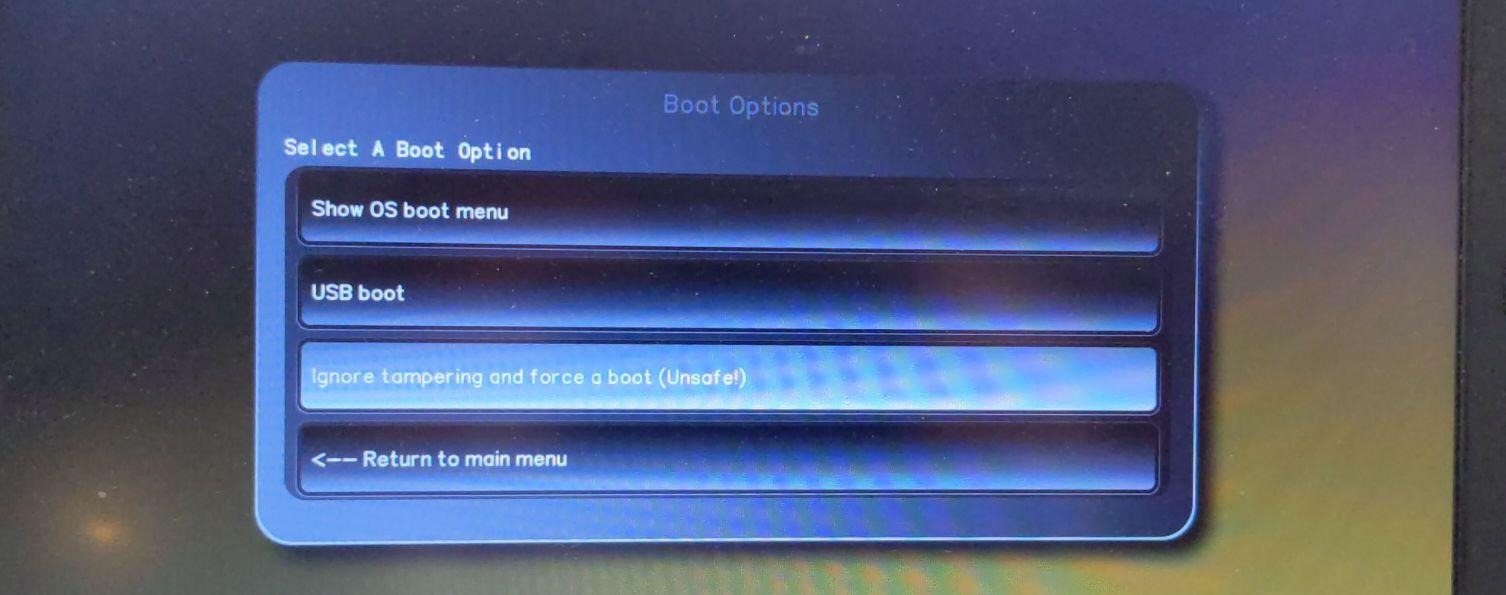 Boot Options
Select A Boot Option
Show OS boot menu
USB boot
Ignore tampering and force a boot (Unsafe!)
<-- Return to main menu